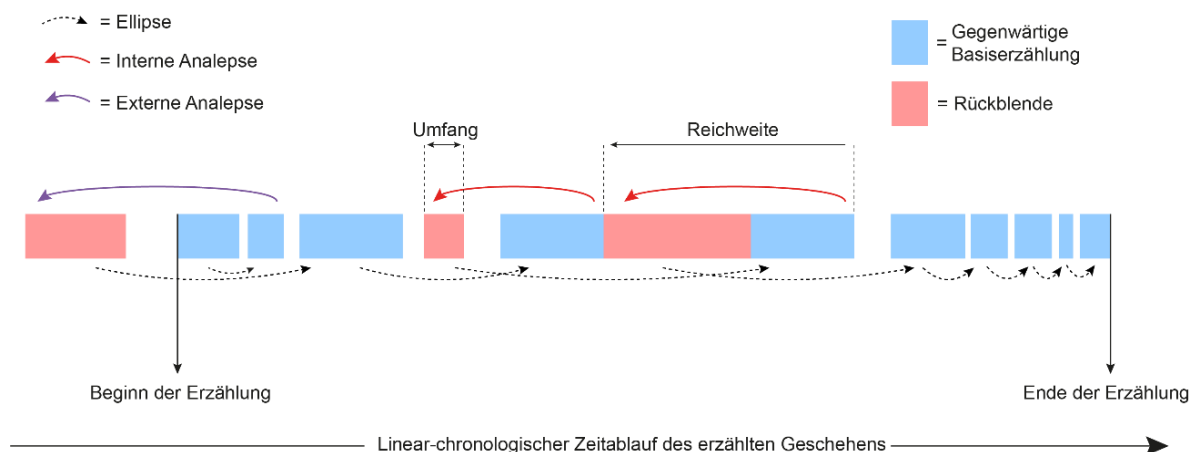 = Ellipse
= Interne Analepse
= Externe Analepse
= Gegenwärtige
Basiserzählung
= Rückblende
Umfang
Reichweite
Beginn der Erzählung
Ende der Erzählung
Linear-chronologischer Zeitablauf des erzählten Geschehens